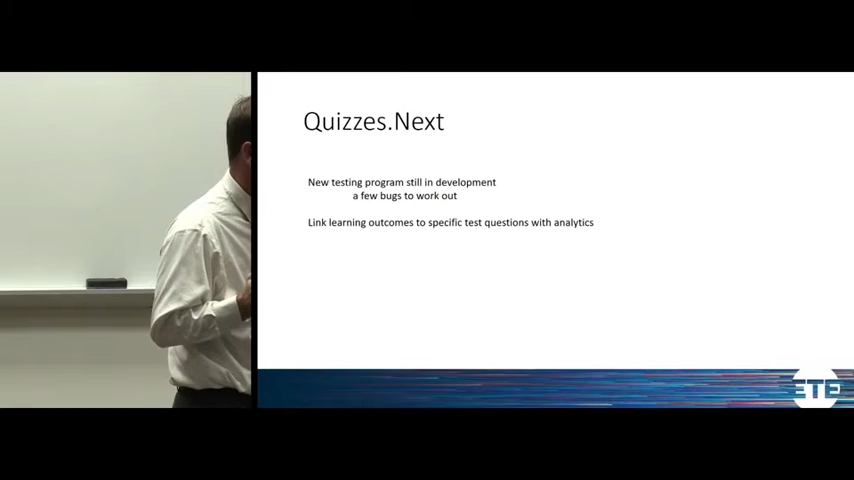 Quizzes.Next
New testing program still in development
a few bugs to work out
Link learning outcomes to specific test questions with analytics
ETE